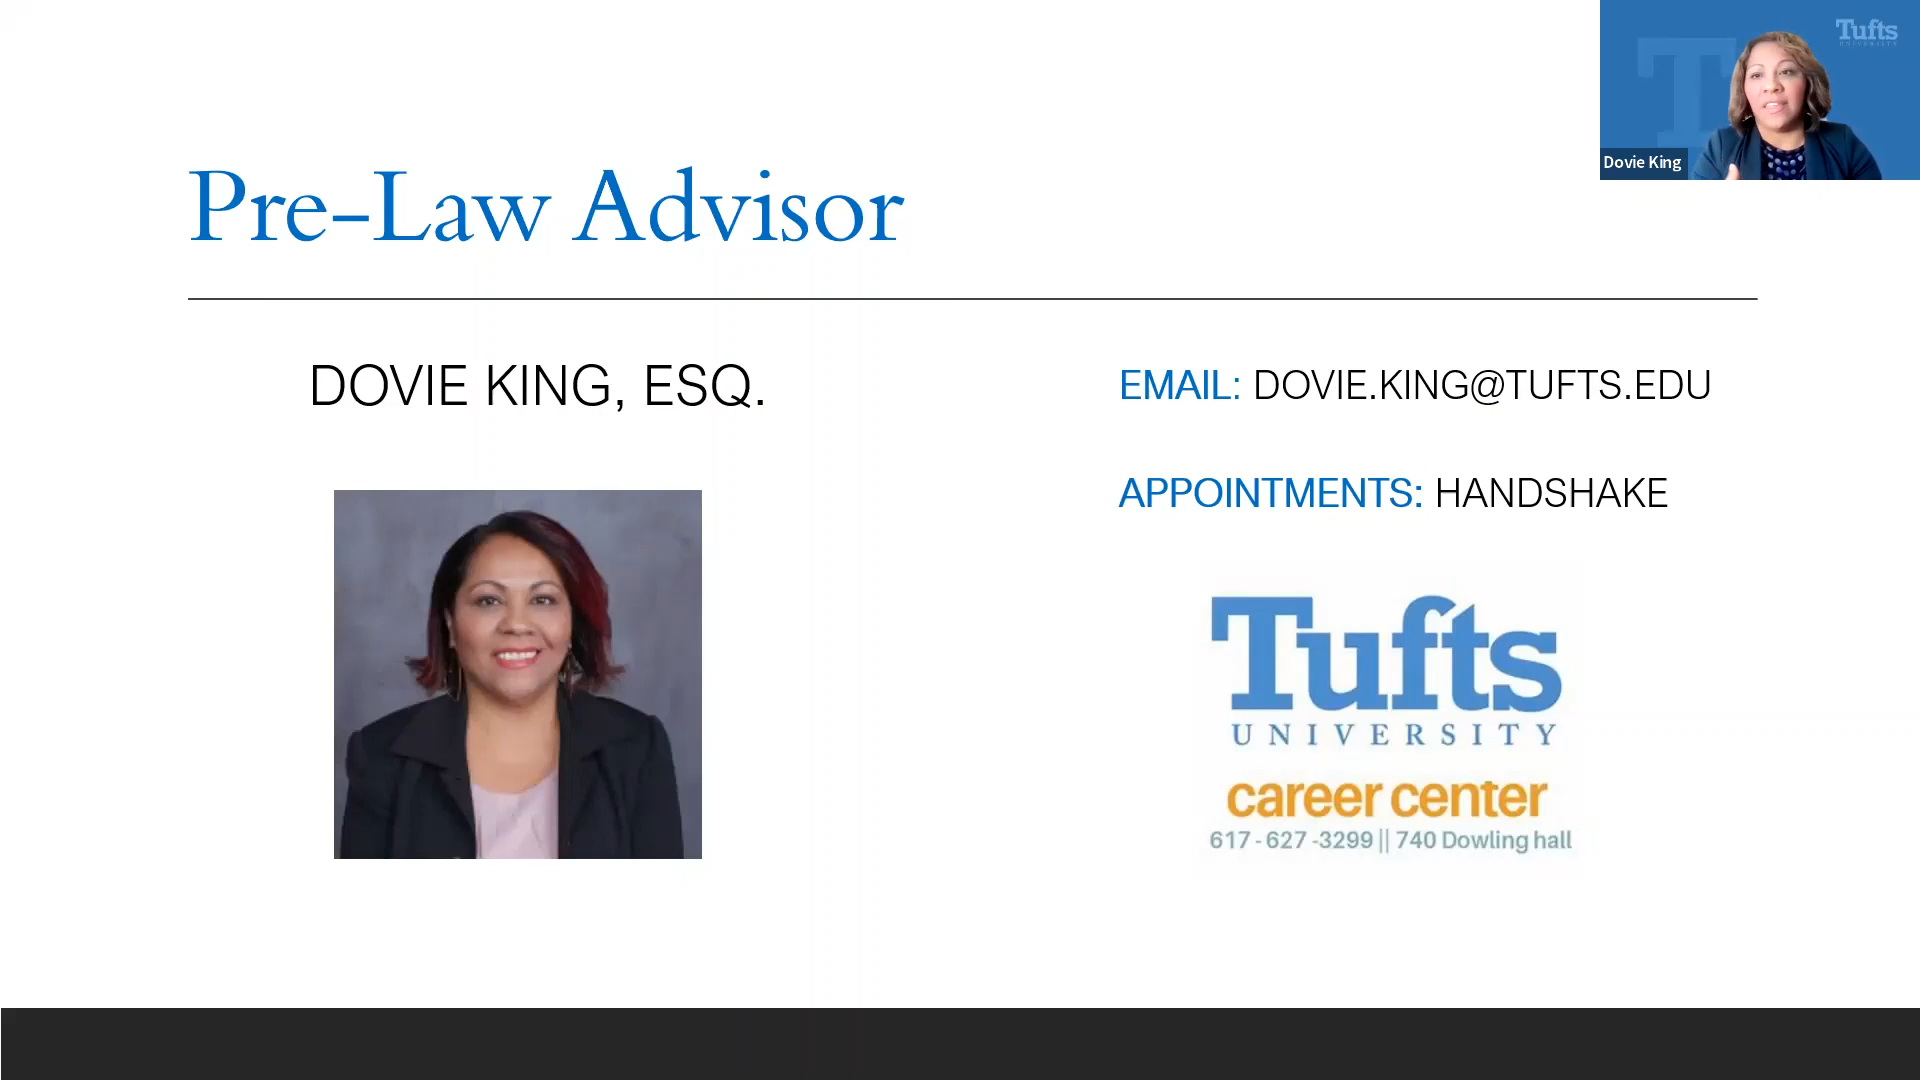 Tufts
UNIVERSITY
Dovie King
Pre-Law Advisor
DOVIE KING, ESQ.
EMAIL: DOVIE.KING@TUFTS.EDU
APPOINTMENTS: HANDSHAKE
Tufts
UNIVERSITY
career center
617 - 627 -3299 || 740 Dowling hall